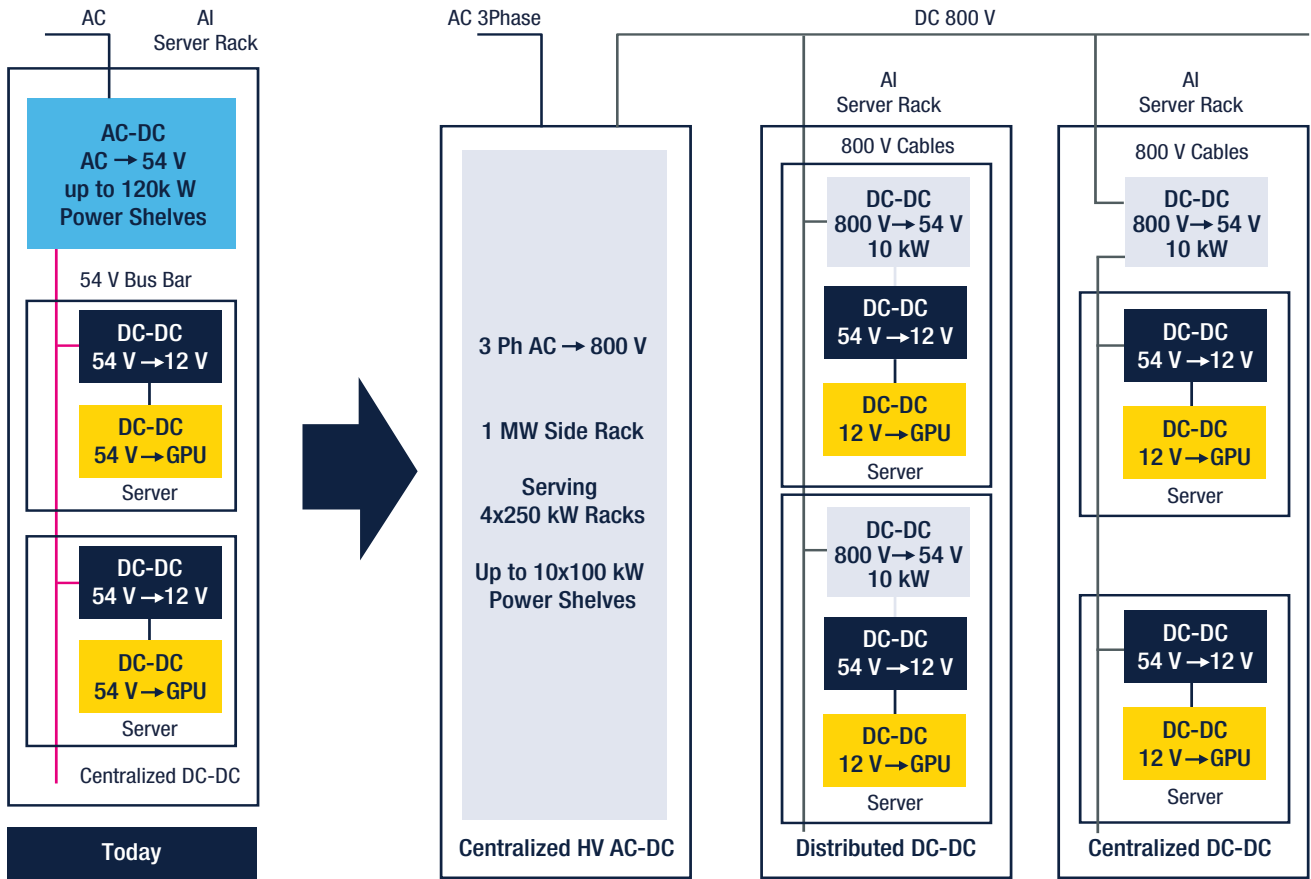 AC
AI
Server Rack
AC-DC
AC → 54 V
up to 120k W
Power Shelves
54 V Bus Bar
DC-DC
54 V → 12 V
DC-DC
54 V → GPU
Server
DC-DC
54 V → 12 V
DC-DC
54 V → GPU
Server
Centralized DC-DC
Today
AC 3Phase
DC 800 V
3 Ph AC → 800 V
1 MW Side Rack
Serving
4x250 kW Racks
Up to 10x100 kW
Power Shelves
Centralized HV AC-DC
AI
Server Rack
800 V Cables
DC-DC
800 V → 54 V
10 kW
DC-DC
54 V → 12 V
DC-DC
12 V → GPU
Server
DC-DC
800 V → 54 V
10 kW
DC-DC
54 V → 12 V
DC-DC
12 V → GPU
Server
Distributed DC-DC
AI
Server Rack
800 V Cables
DC-DC
800 V → 54 V
10 kW
DC-DC
54 V → 12 V
DC-DC
12 V → GPU
Server
DC-DC
54 V → 12 V
DC-DC
12 V → GPU
Server
Centralized DC-DC